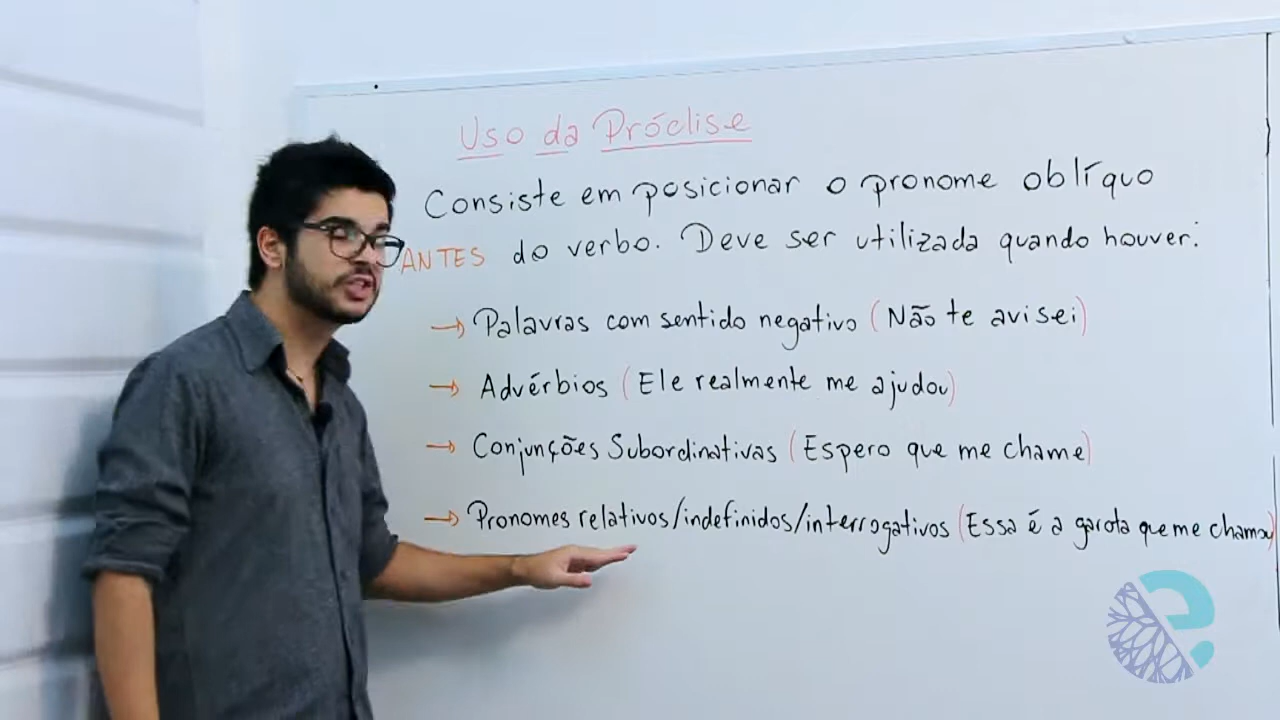 Uso da Próclise
Consiste em posicionar o pronome oblíquo
ANTES do verbo. Deve ser utilizada quando houver:
→ Palavras com sentido negativo (Não te avisei)
→ Advérbios (Ele realmente me ajudou)
→ Conjunções Subordinativas (Espero que me chame)
→ Pronomes relativos/indefinidos/interrogativos (Essa é a garota que me chamou)